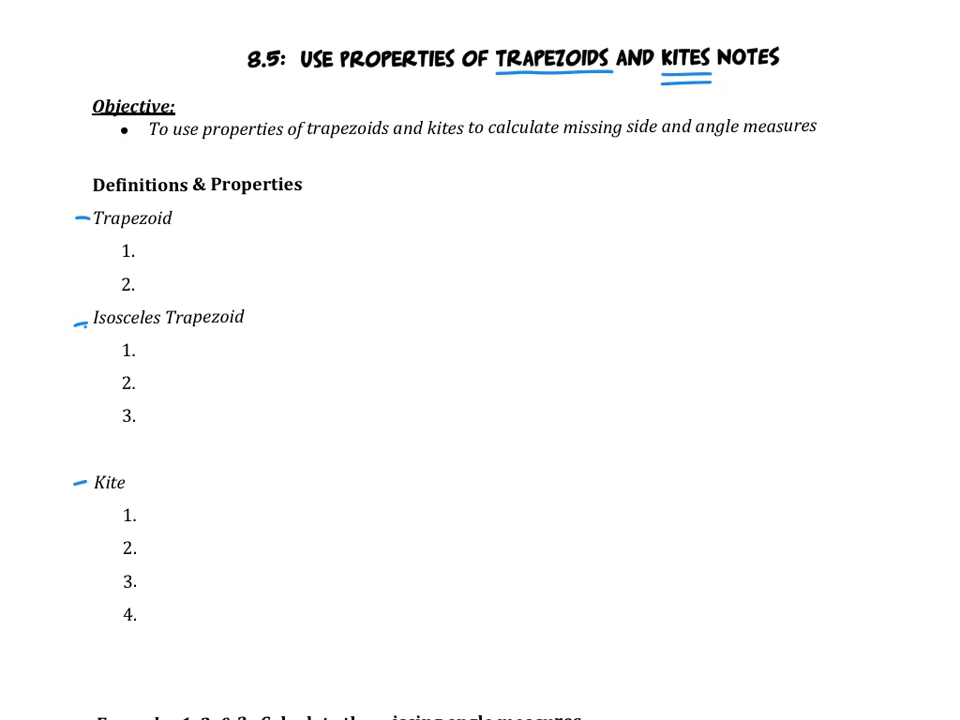 8.5: USE PROPERTIES OF TRAPEZOIDS AND KITES NOTES
Objective:
• To use properties of trapezoids and kites to calculate missing side and angle measures
Definitions & Properties
Trapezoid
1.
2.
Isosceles Trapezoid
1.
2.
3.
Kite
1.
2.
3.
4.